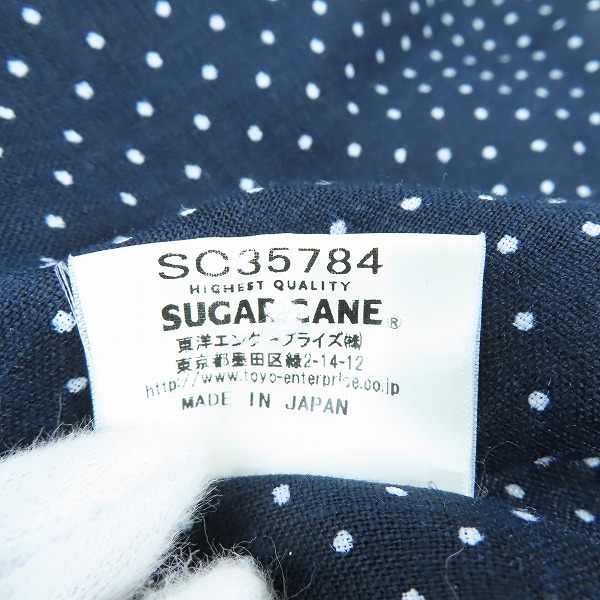 SC35784
HIGHEST QUALITY
SUGAR CANE®
東洋エンタープライズ㈱
東京都墨田区緑2-14-12
http://www.toyo-enterprise.co.jp
MADE IN JAPAN